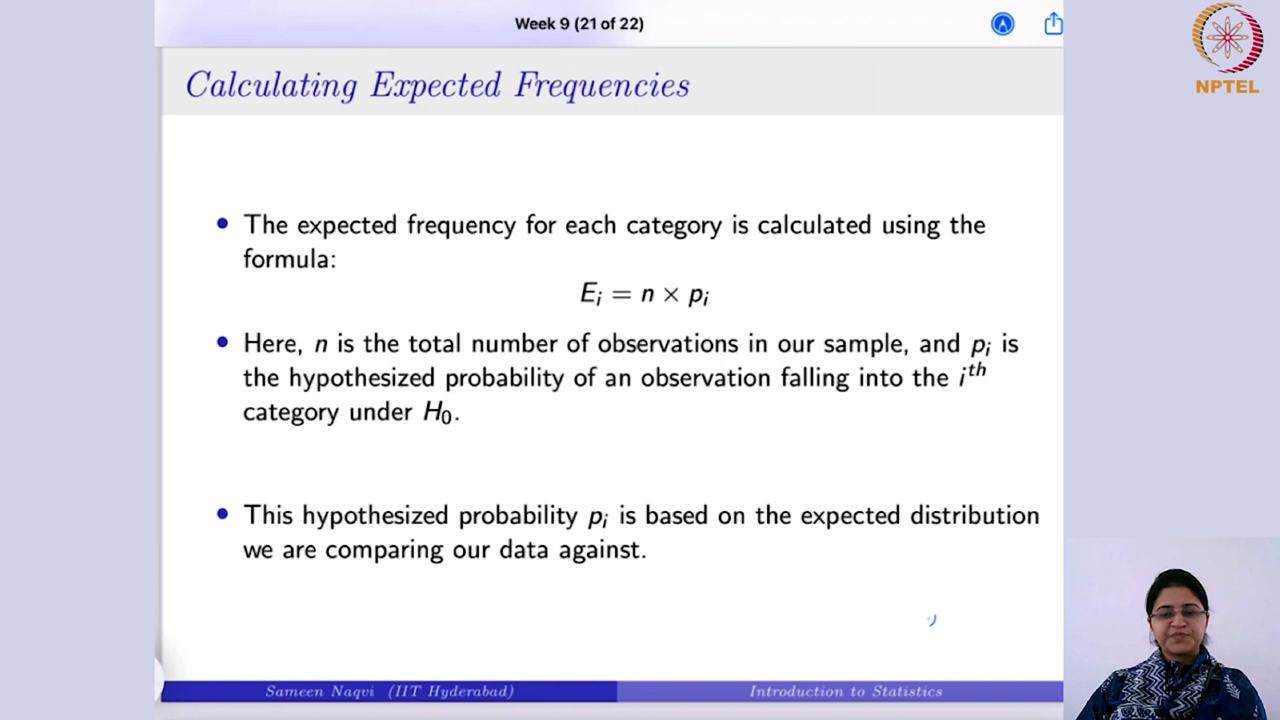 Week 9 (21 of 22)
NPTEL
Calculating Expected Frequencies
• The expected frequency for each category is calculated using the
formula:
E_i = n × p_i
• Here, n is the total number of observations in our sample, and p_i is
the hypothesized probability of an observation falling into the i^th
category under H_0.
• This hypothesized probability p_i is based on the expected distribution
we are comparing our data against.
Sameen Naqvi (IIT Hyderabad)
Introduction to Statistics